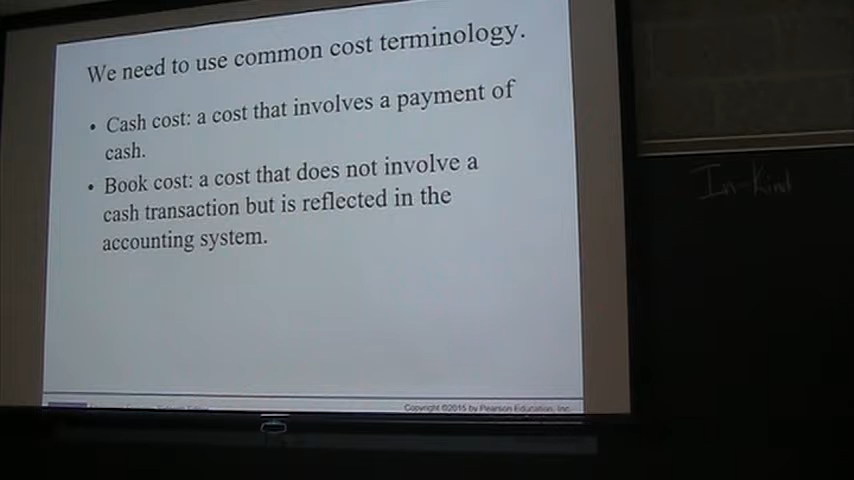 We need to use common cost terminology.
• Cash cost: a cost that involves a payment of
cash.
• Book cost: a cost that does not involve a
cash transaction but is reflected in the
accounting system.
Copyright ©2015 by Pearson Education, Inc.
In-Kind